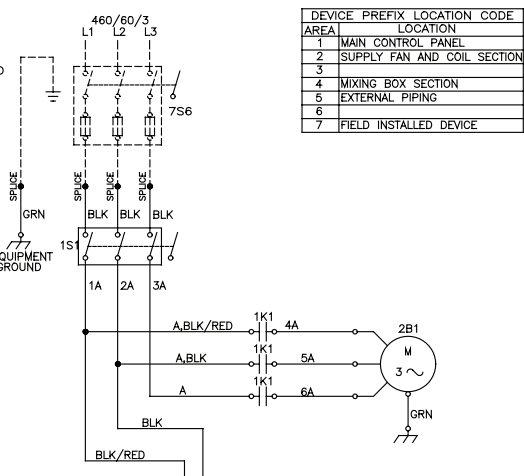 460/60/3
L1 L2 L3
DEVICE PREFIX LOCATION CODE
AREA LOCATION
1 MAIN CONTROL PANEL
2 SUPPLY FAN AND COIL SECTION
3
4 MIXING BOX SECTION
5 EXTERNAL PIPING
6
7 FIELD INSTALLED DEVICE
7S6
SPLICE SPLICE SPLICE SPLICE
GRN BLK BLK BLK
1S1
QUIPMENT
GROUND
1A 2A 3A
A,BLK/RED 1K1 4A
2B1
A,BLK 1K1 5A
M
3
A 1K1 6A
GRN
BLK
BLK/RED